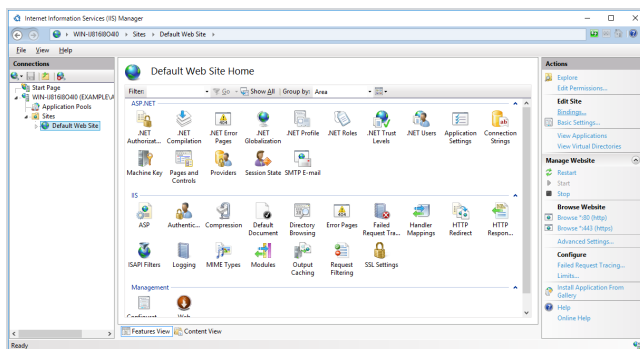 Internet Information Services (IIS) Manager
WIN-U8I6I8O4I0 › Sites › Default Web Site ›
File View Help
Connections
Start Page
WIN-U8I6I8O4I0 (EXAMPLE\A
Application Pools
Sites
Default Web Site
Default Web Site Home
Filter: Go Show All Group by: Area
ASP.NET
.NET Authorizat...
.NET Compilation
.NET Error Pages
.NET Globalization
.NET Profile
.NET Roles
.NET Trust Levels
.NET Users
Application Settings
Connection Strings
Machine Key
Pages and Controls
Providers
Session State
SMTP E-mail
IIS
ASP
Authentic...
Compression
Default Document
Directory Browsing
Error Pages
Failed Request Tra...
Handler Mappings
HTTP Redirect
HTTP Respon...
ISAPI Filters
Logging
MIME Types
Modules
Output Caching
Request Filtering
SSL Settings
Management
Features View Content View
Actions
Explore
Edit Permissions...
Edit Site
Bindings...
Basic Settings...
View Applications
View Virtual Directories
Manage Website
Restart
Start
Stop
Browse Website
Browse *:80 (http)
Browse *:443 (https)
Advanced Settings...
Configure
Failed Request Tracing...
Limits...
Install Application From
Gallery
Help
Online Help
Ready